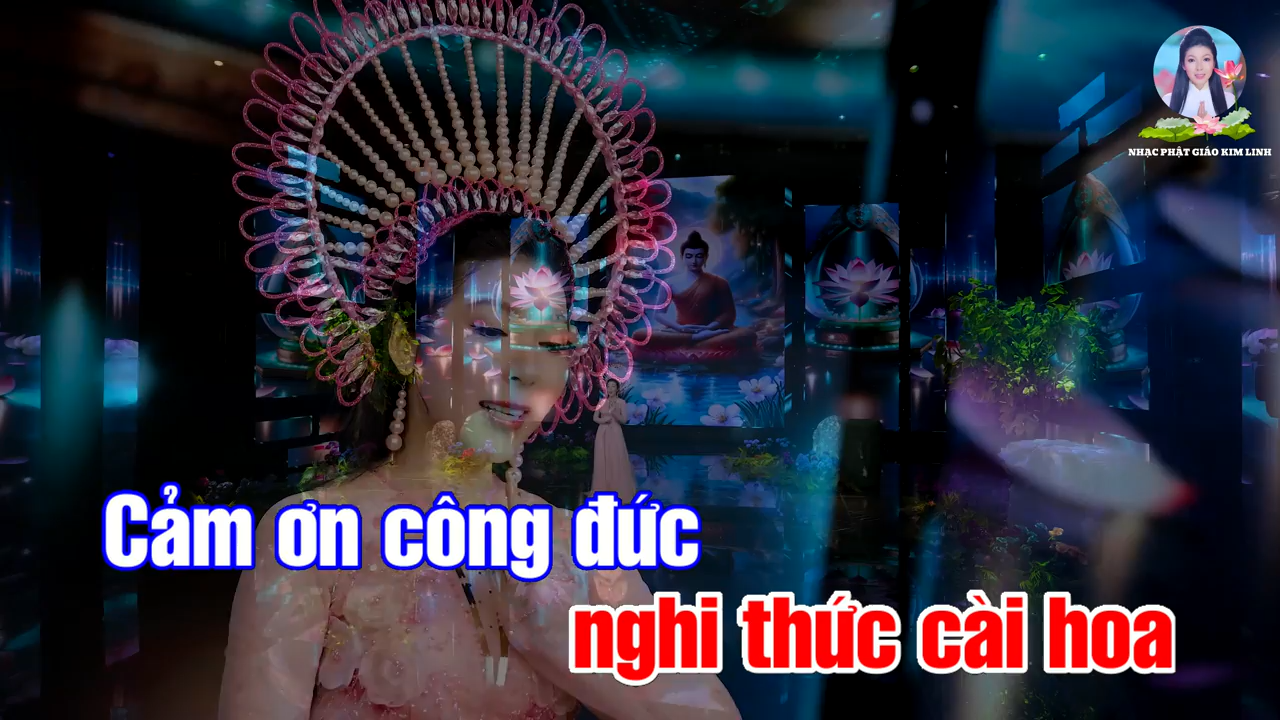 NHẠC PHẬT GIÁO KIM LINH
Cảm ơn công đức
nghi thức cài hoa